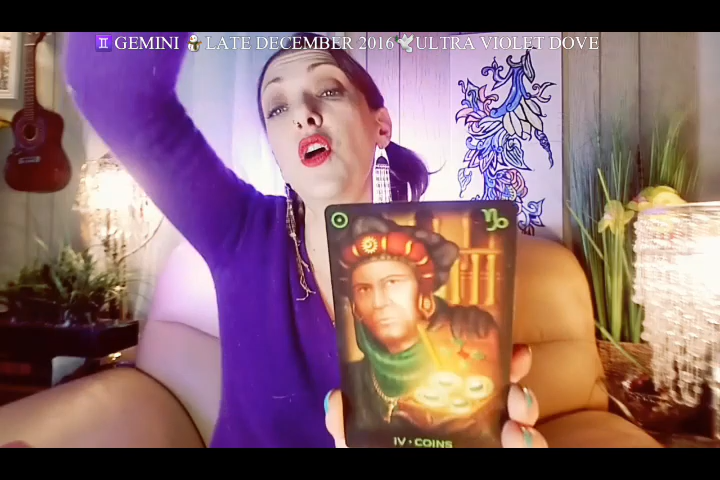 ♊GEMINI ⛄LATE DECEMBER 2016🕊ULTRA VIOLET DOVE
IV • COINS